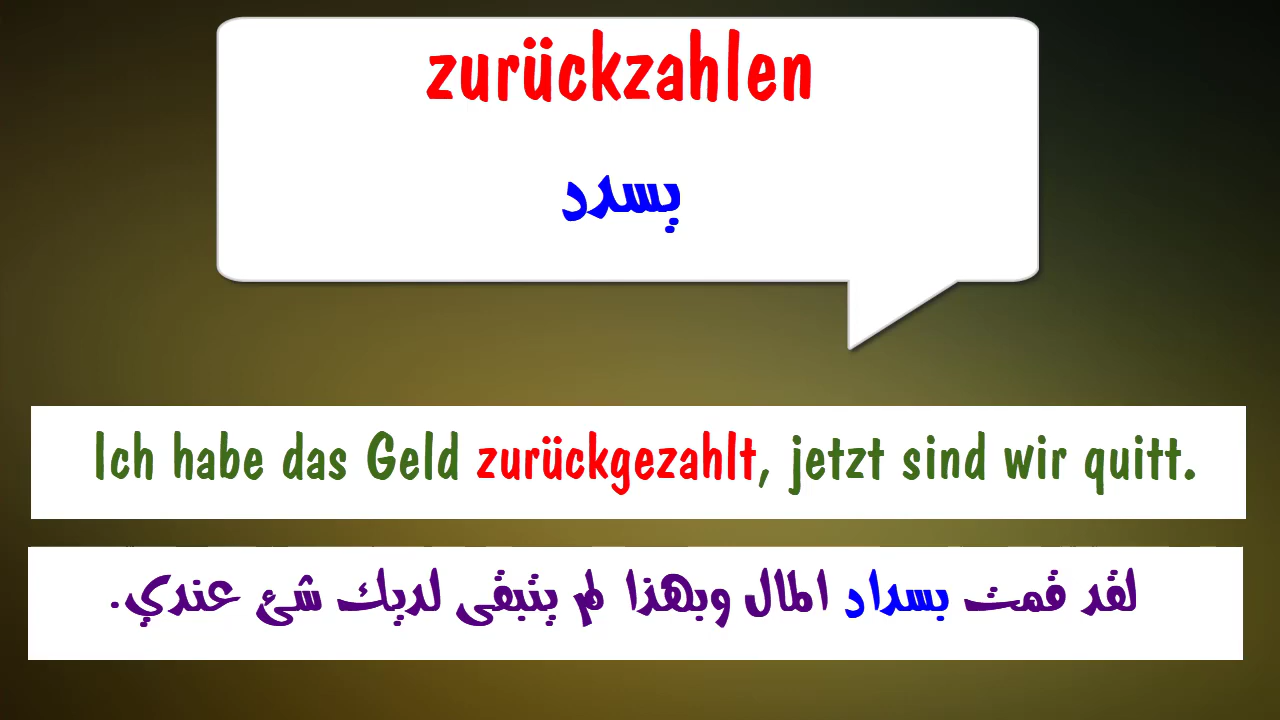 zurückzahlen
يسدد
Ich habe das Geld zurückgezahlt, jetzt sind wir quitt.
لقد قمت بسداد المال وبهذا لم يتبقى لديك شئ عندي.